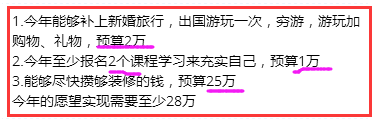 1.今年能够补上新婚旅行，出国游玩一次，穷游，游玩加
购物、礼物，预算2万
2.今年至少报名2个课程学习来充实自己，预算1万
3.能够尽快攒够装修的钱，预算25万
今年的愿望实现需要至少28万